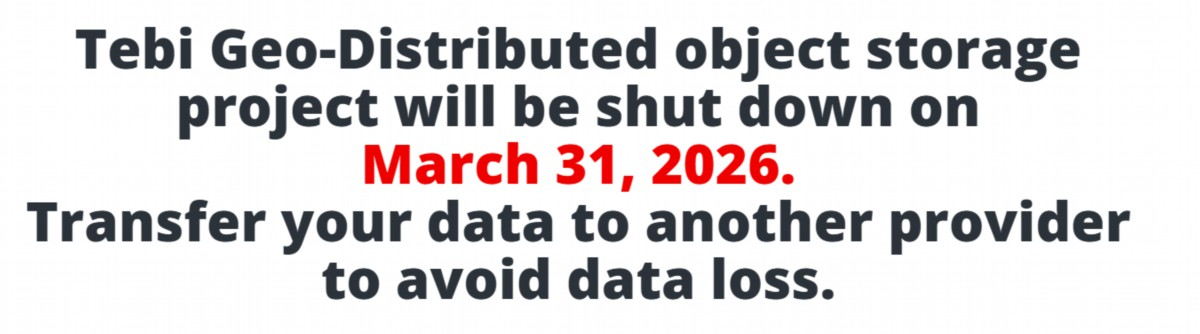 Tebi Geo-Distributed object storage
project will be shut down on
March 31, 2026.
Transfer your data to another provider
to avoid data loss.